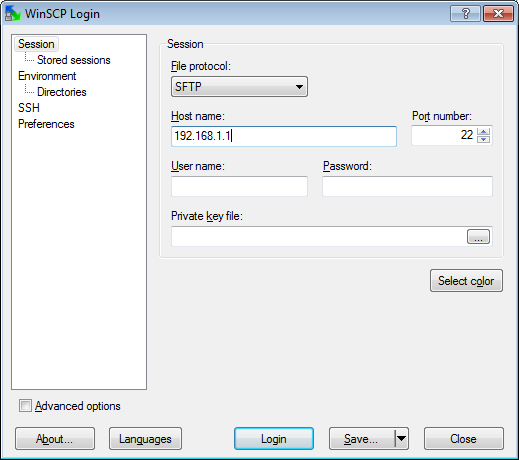 WinSCP Login
Session
Stored sessions
Environment
Directories
SSH
Preferences
Session
File protocol:
SFTP
Host name:
Port number:
192.168.1.1
22
User name:
Password:
Private key file:
...
Select color
Advanced options
About...
Languages
Login
Save...
Close